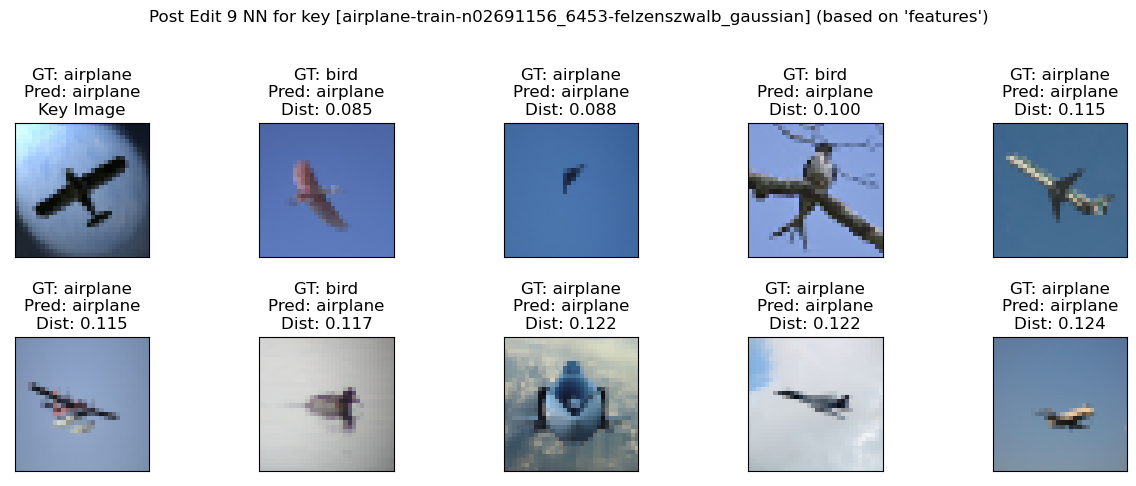 Post Edit 9 NN for key [airplane-train-n02691156_6453-felzenszwalb_gaussian] (based on 'features')
GT: airplane
Pred: airplane
Key Image
GT: bird
Pred: airplane
Dist: 0.085
GT: airplane
Pred: airplane
Dist: 0.088
GT: bird
Pred: airplane
Dist: 0.100
GT: airplane
Pred: airplane
Dist: 0.115
GT: airplane
Pred: airplane
Dist: 0.115
GT: bird
Pred: airplane
Dist: 0.117
GT: airplane
Pred: airplane
Dist: 0.122
GT: airplane
Pred: airplane
Dist: 0.122
GT: airplane
Pred: airplane
Dist: 0.124